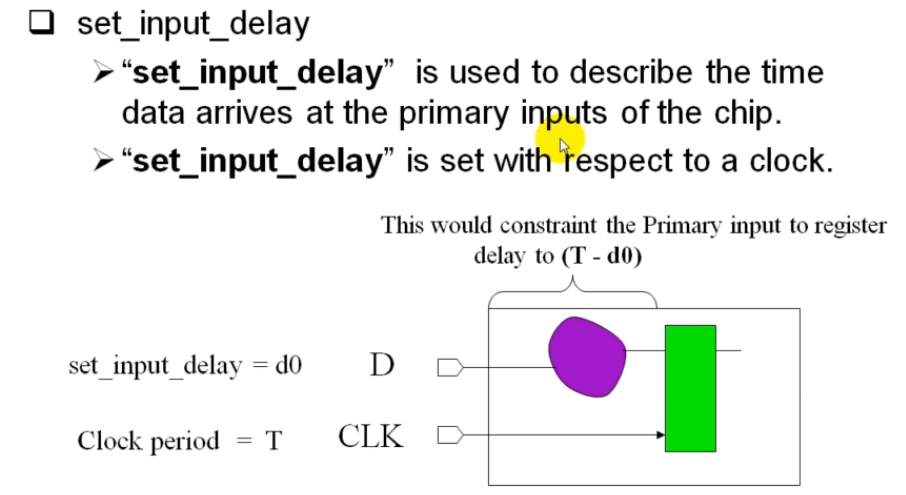 ❑ set_input_delay
➢ “set_input_delay” is used to describe the time
data arrives at the primary inputs of the chip.
➢ “set_input_delay” is set with respect to a clock.
This would constraint the Primary input to register
delay to (T - d0)
set_input_delay = d0
D
Clock period = T
CLK